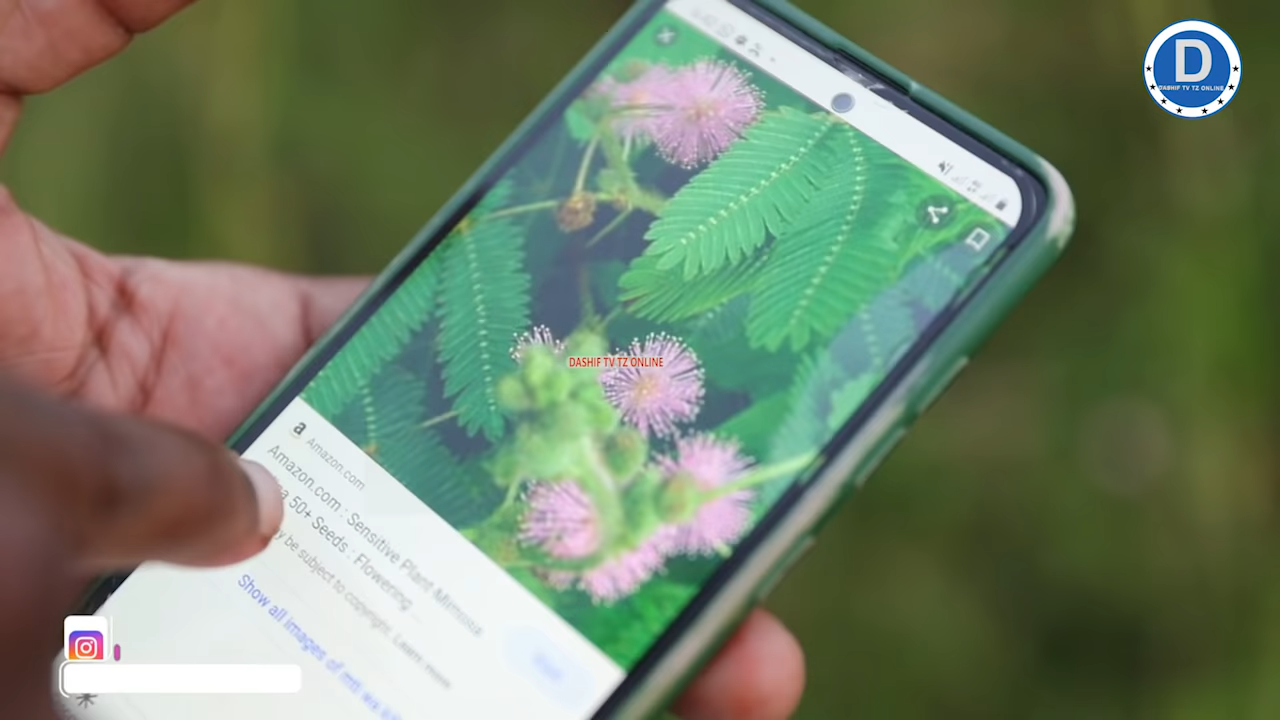 D
DASHIF TV TZ ONLINE
DASHIF TV TZ ONLINE
a Amazon.com
Amazon.com : Sensitive Plant Mimosa
50+ Seeds : Flowering ...
y be subject to copyright. Learn more
Show all images of